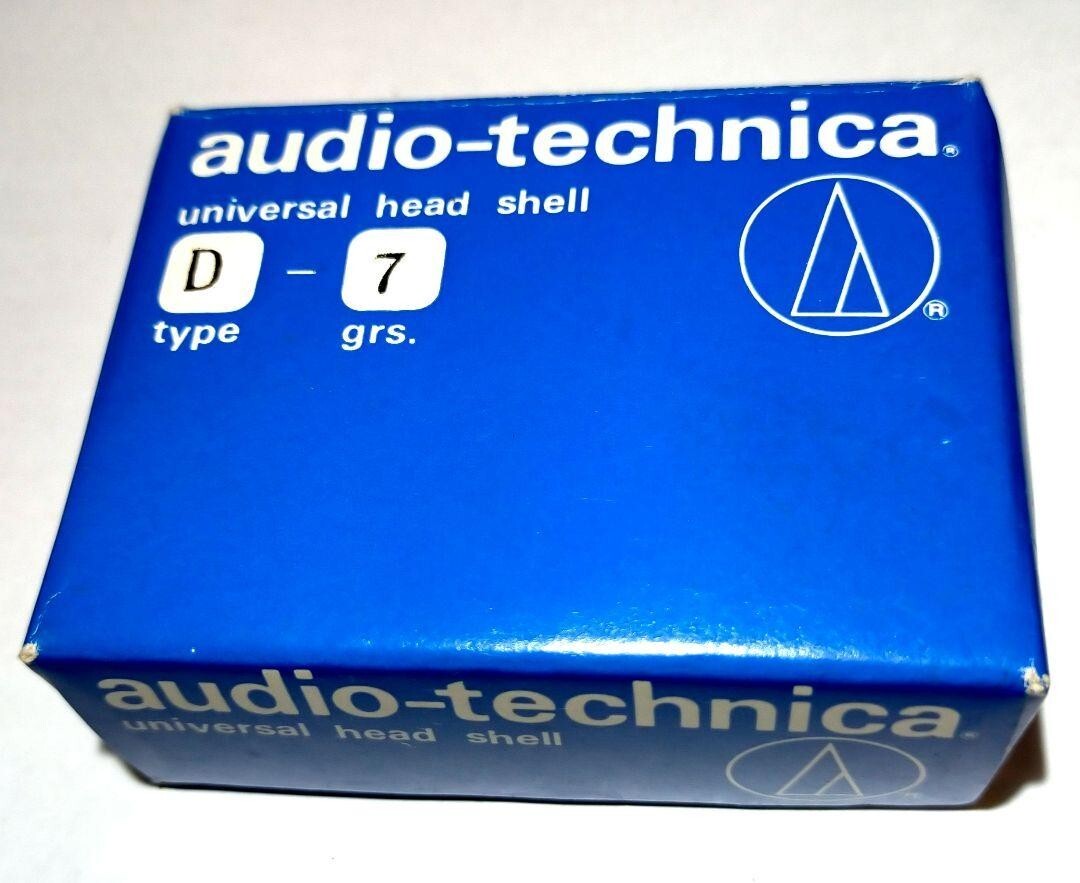 audio-technica®
universal head shell
D – 7
type grs.
®
audio-technica®
universal head shell